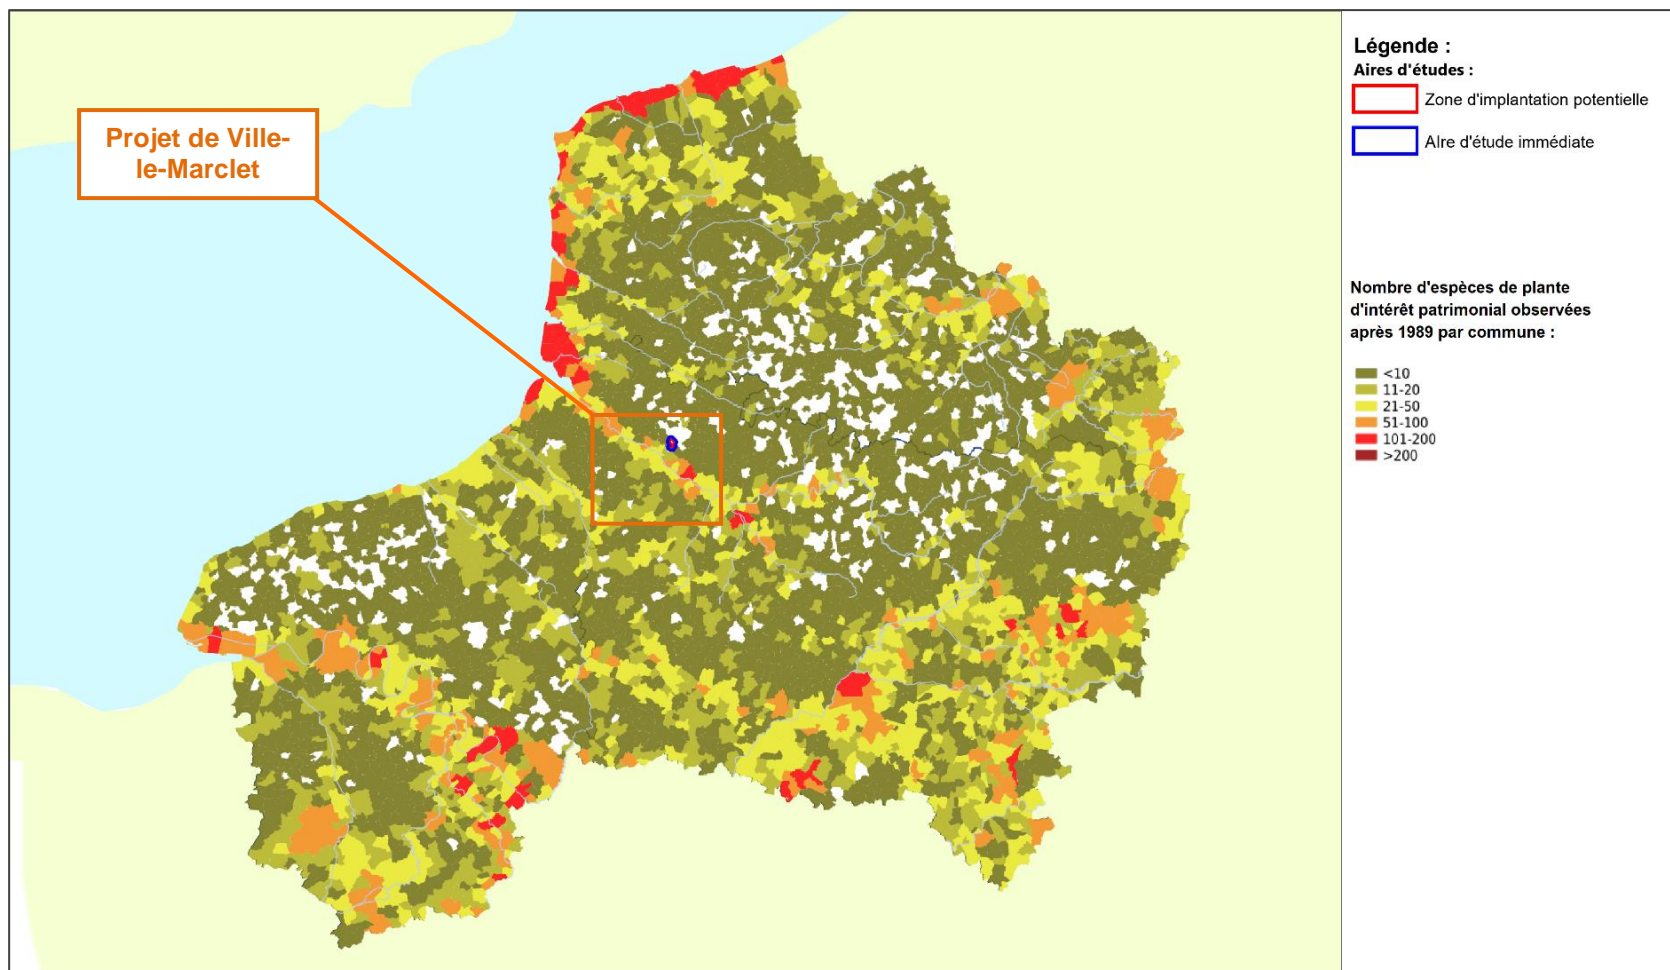 Projet de Ville-
le-Marclet
Légende :
Aires d'études :
Zone d'implantation potentielle
AIre d'étude immédiate
Nombre d'espèces de plante
d'intérêt patrimonial observées
après 1989 par commune :
<10
11-20
21-50
51-100
101-200
>200